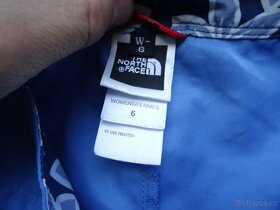 W-
6
THE
NORTH
FACE
WOMENS/FEMMES
6
bazos.cz